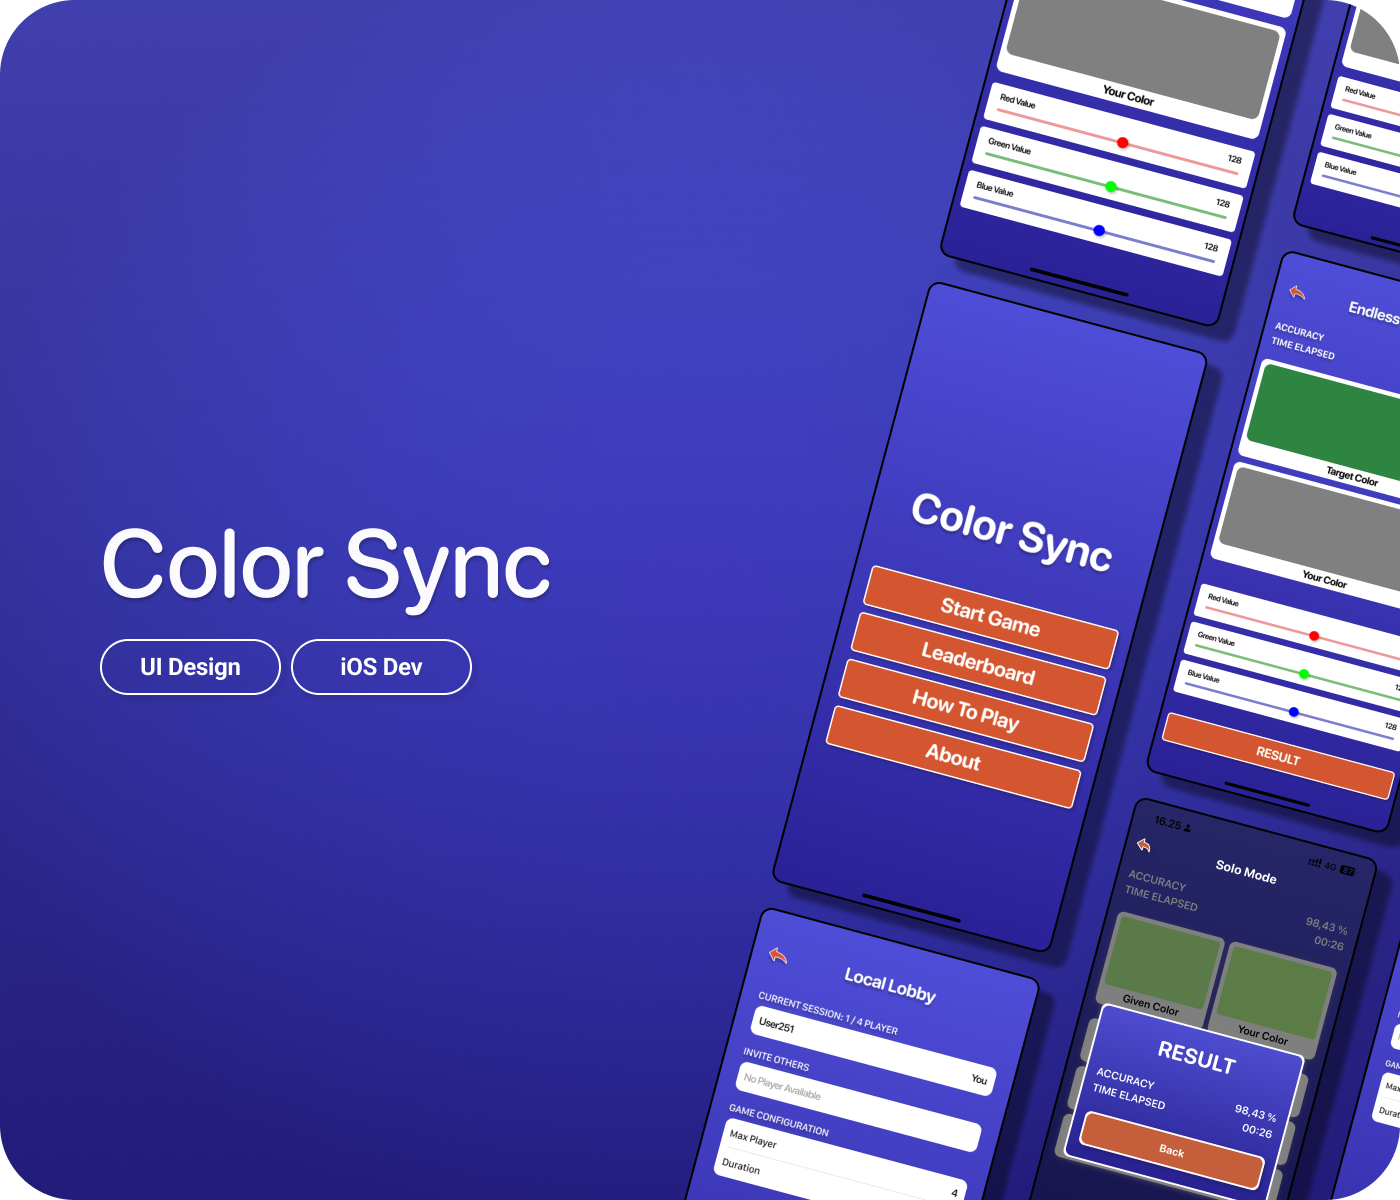 Color Sync
UI Design
iOS Dev
Your Color
Red Value
128
Green Value
128
Blue Value
128
Red Value
Green Value
Blue Value
Color Sync
Start Game
Leaderboard
How To Play
About
Endless
ACCURACY
TIME ELAPSED
Target Color
Your Color
Red Value
Green Value
Blue Value
128
RESULT
Local Lobby
CURRENT SESSION: 1 / 4 PLAYER
User251
You
INVITE OTHERS
No Player Available
GAME CONFIGURATION
Max Player
4
Duration
16.25
4G 87
Solo Mode
ACCURACY
98,43 %
TIME ELAPSED
00:26
Given Color
Your Color
RESULT
ACCURACY
98,43 %
TIME ELAPSED
00:26
Back